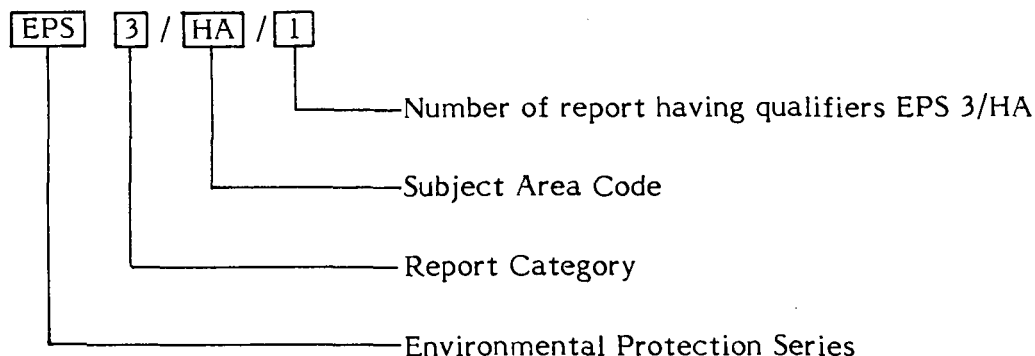 EPS 3 / HA / 1
Number of report having qualifiers EPS 3/HA
Subject Area Code
Report Category
Environmental Protection Series